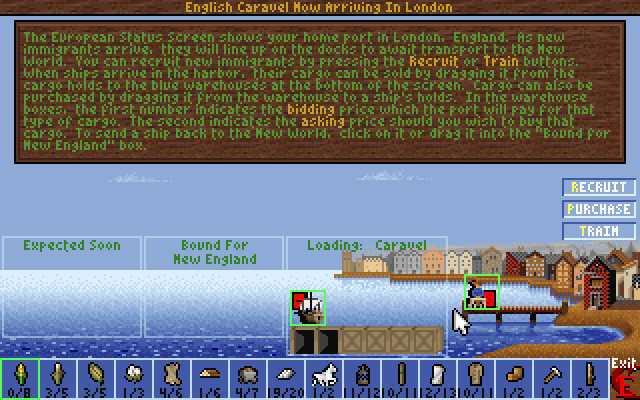 English Caravel Now Arriving In London
The European Status Screen shows your home port in London, England. As new
immigrants arrive, they will line up on the docks to await transport to the New
World. You can recruit new immigrants by pressing the Recruit or Train buttons.
When ships arrive in the harbor, their cargo can be sold by dragging it from the
cargo holds to the blue warehouses at the bottom of the screen. Cargo can also be
purchased by dragging it from the warehouse to a ship's holds. In the warehouse
boxes, the first number indicates the bidding price which the port will pay for that
type of cargo. The second indicates the asking price should you wish to buy that
cargo. To send a ship back to the New World, click on it or drag it into the "Bound for
New England" box.
RECRUIT
PURCHASE
TRAIN
Expected Soon
Bound For
New England
Loading: Caravel
0/8 3/5 3/5 1/3 4/6 1/6 2/4 19/20 1/2 11/12 10/11 12/13 10/11 1/2 1/2 2/3
Exit
E